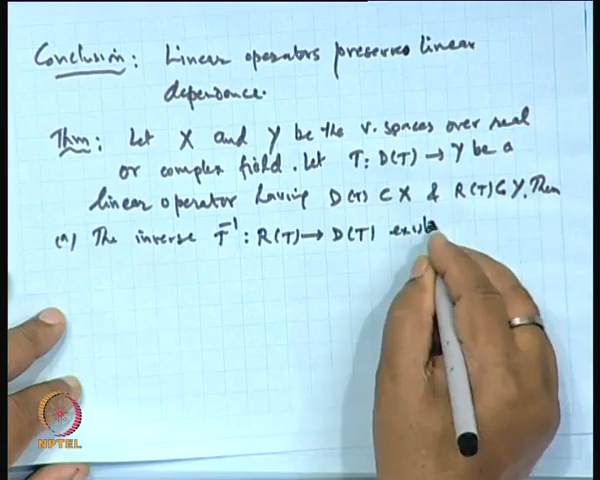 Conclusion: Linear operators preserves linear
dependence.
Thm: Let X and Y be the v. spaces over real
or complex field. Let T: D(T) → Y be a
linear operator having D(T) ⊂ X & R(T) ⊆ Y. Then
(a) The inverse T⁻¹: R(T) → D(T) exists
NPTEL